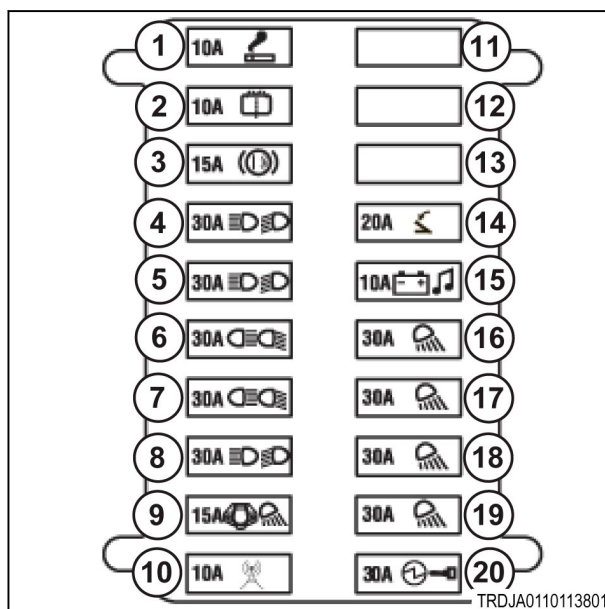 1 10A 11
2 10A 12
3 15A 13
4 30A 20A 14
5 30A 10A 15
6 30A 30A 16
7 30A 30A 17
8 30A 30A 18
9 15A 30A 19
10 10A 30A 20
TRDJA0110113801